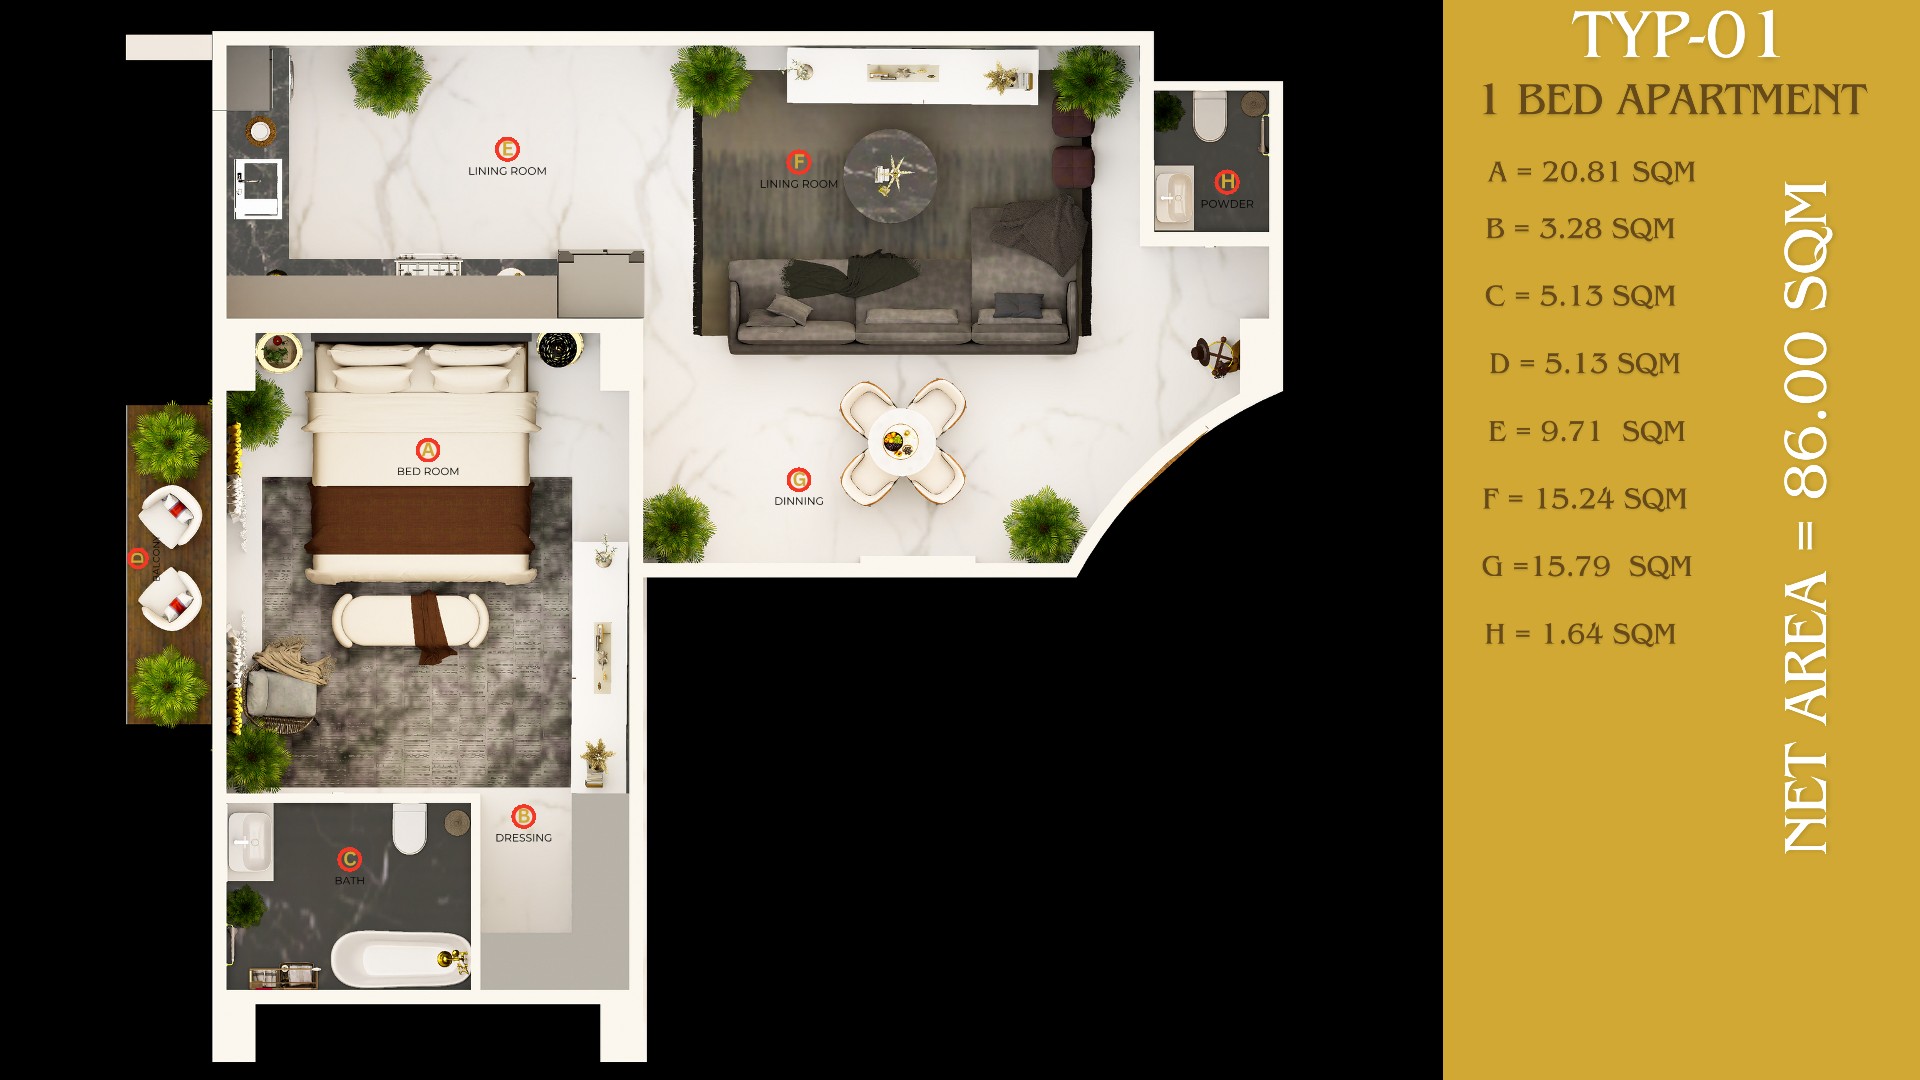 TYP-01
1 BED APARTMENT
A = 20.81 SQM
B = 3.28 SQM
C = 5.13 SQM
D = 5.13 SQM
E = 9.71 SQM
F = 15.24 SQM
G =15.79 SQM
H = 1.64 SQM
NET AREA = 86.00 SQM
E
LINING ROOM
F
LINING ROOM
H
POWDER
A
BED ROOM
G
DINNING
D
BALCONY
B
DRESSING
C
BATH